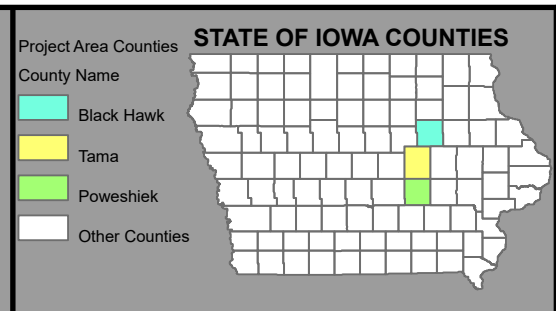 STATE OF IOWA COUNTIES
Project Area Counties
County Name
Black Hawk
Tama
Poweshiek
Other Counties